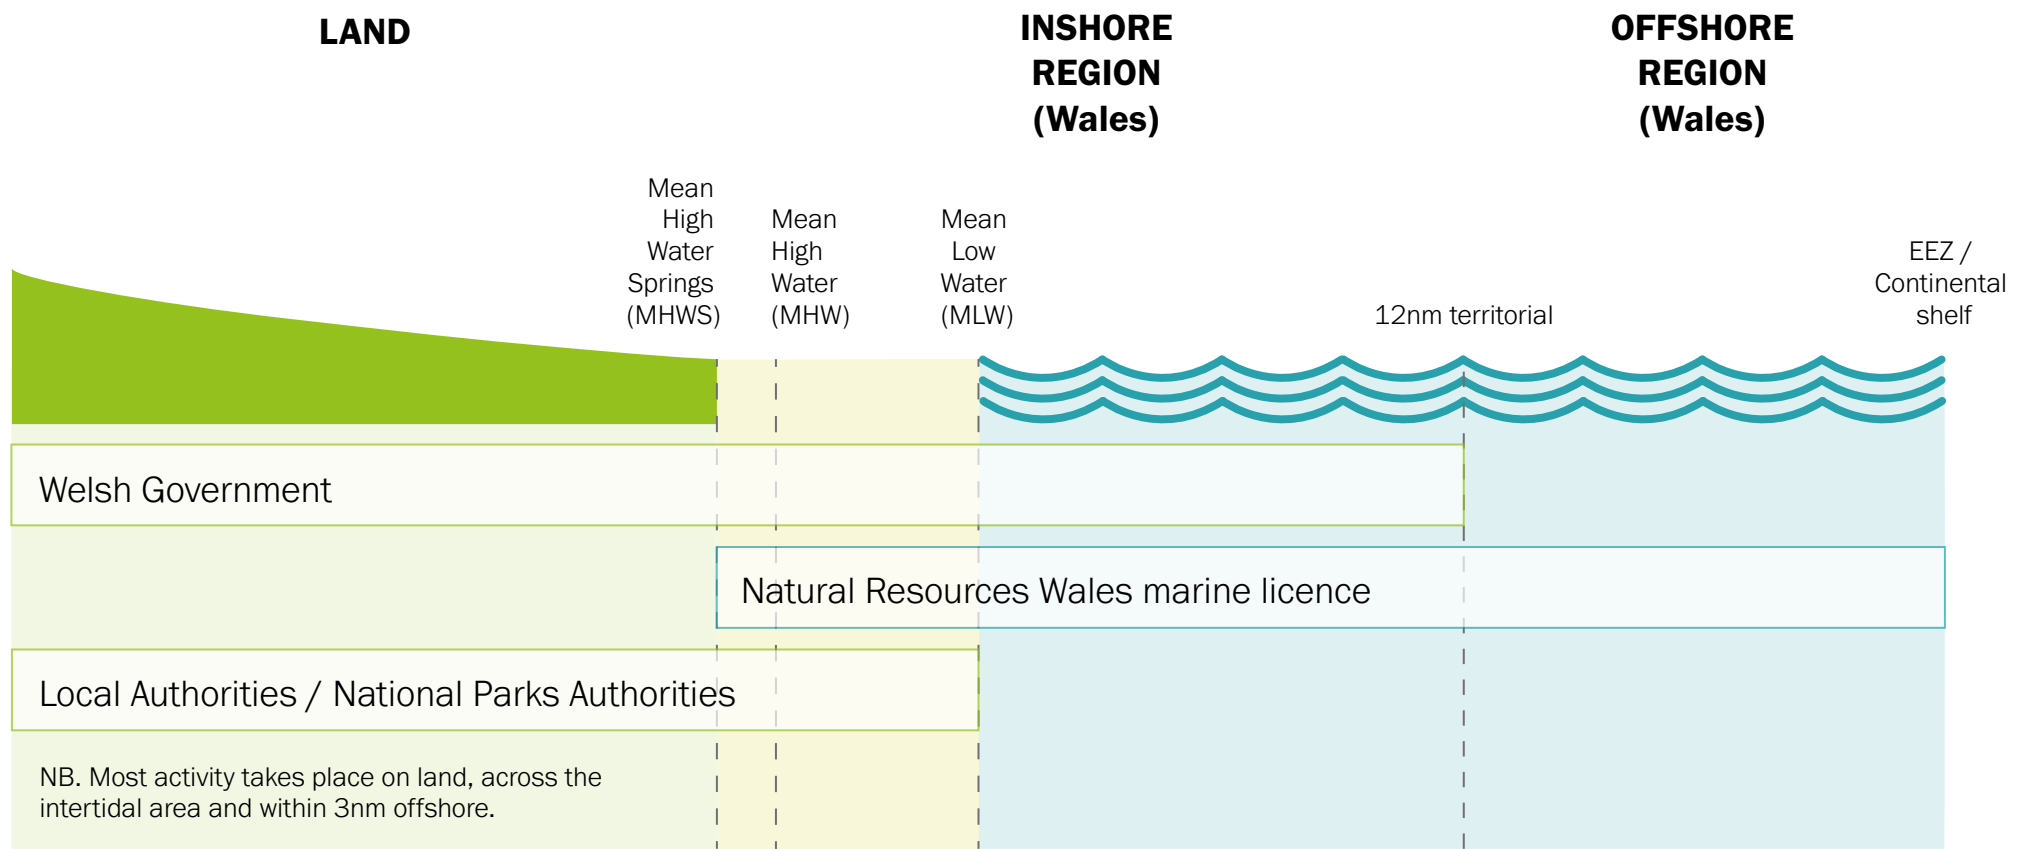 LAND
INSHORE
REGION
(Wales)
OFFSHORE
REGION
(Wales)
Mean
High
Water
Springs
(MHWS)
Mean
High
Water
(MHW)
Mean
Low
Water
(MLW)
12nm territorial
EEZ /
Continental
shelf
Welsh Government
Natural Resources Wales marine licence
Local Authorities / National Parks Authorities
NB. Most activity takes place on land, across the
intertidal area and within 3nm offshore.